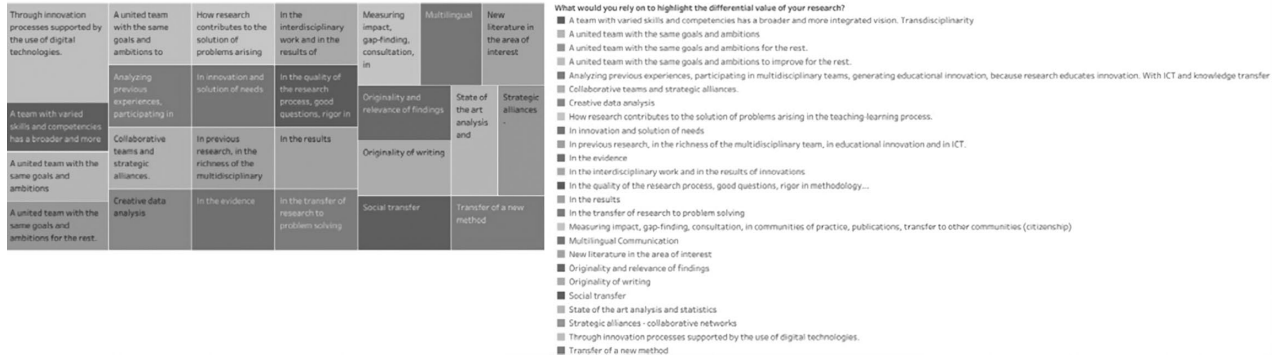 Through innovation
processes supported by
the use of digital
technologies.
A team with varied
skills and competencies
has a broader and more
A united team with the
same goals and
ambitions
A united team with the
same goals and
ambitions for the rest.
A united team
with the same
goals and
ambitions to
Analyzing
previous
experiences,
participating in
Collaborative
teams and
strategic
alliances.
Creative data
analysis
How research
contributes to the
solution of
problems arising
In innovation and
solution of needs
In previous
research, in the
richness of the
multidisciplinary
In the evidence
In the
interdisciplinary
work and in the
results of
In the quality of
the research
process, good
questions, rigor in
In the results
In the transfer of
research to
problem solving
Measuring
impact,
gap-finding,
consultation,
in
Multilingual
New
literature in
the area of
interest
Originality and
relevance of findings
Originality of writing
State of
the art
analysis
and
Strategic
alliances
-
Social transfer
Transfer of a new
method
What would you rely on to highlight the differential value of your research?
A team with varied skills and competencies has a broader and more integrated vision. Transdisciplinarity
A united team with the same goals and ambitions
A united team with the same goals and ambitions for the rest.
A united team with the same goals and ambitions to improve for the rest.
Analyzing previous experiences, participating in multidisciplinary teams, generating educational innovation, because research educates innovation. With ICT and knowledge transfer
Collaborative teams and strategic alliances.
Creative data analysis
How research contributes to the solution of problems arising in the teaching-learning process.
In innovation and solution of needs
In previous research, in the richness of the multidisciplinary team, in educational innovation and in ICT.
In the evidence
In the interdisciplinary work and in the results of innovations
In the quality of the research process, good questions, rigor in methodology...
In the results
In the transfer of research to problem solving
Measuring impact, gap-finding, consultation, in communities of practice, publications, transfer to other communities (citizenship)
Multilingual Communication
New literature in the area of interest
Originality and relevance of findings
Originality of writing
Social transfer
State of the art analysis and statistics
Strategic alliances - collaborative networks
Through innovation processes supported by the use of digital technologies.
Transfer of a new method